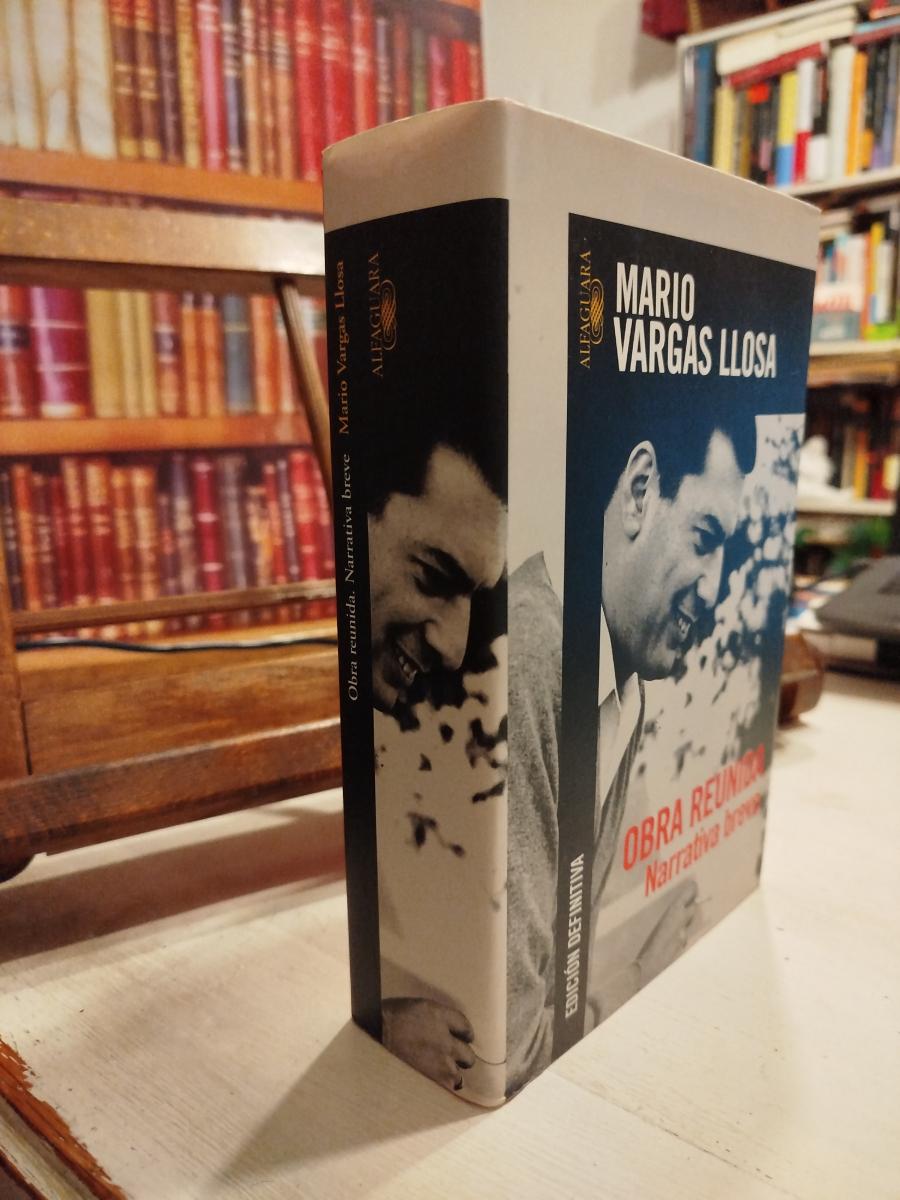 Obra reunida. Narrativa breve Mario Vargas Llosa
ALFAGUARA
ALFAGUARA
MARIO
VARGAS LLOSA
OBRA REUNIDA
Narrativa breve
EDICIÓN DEFINITIVA